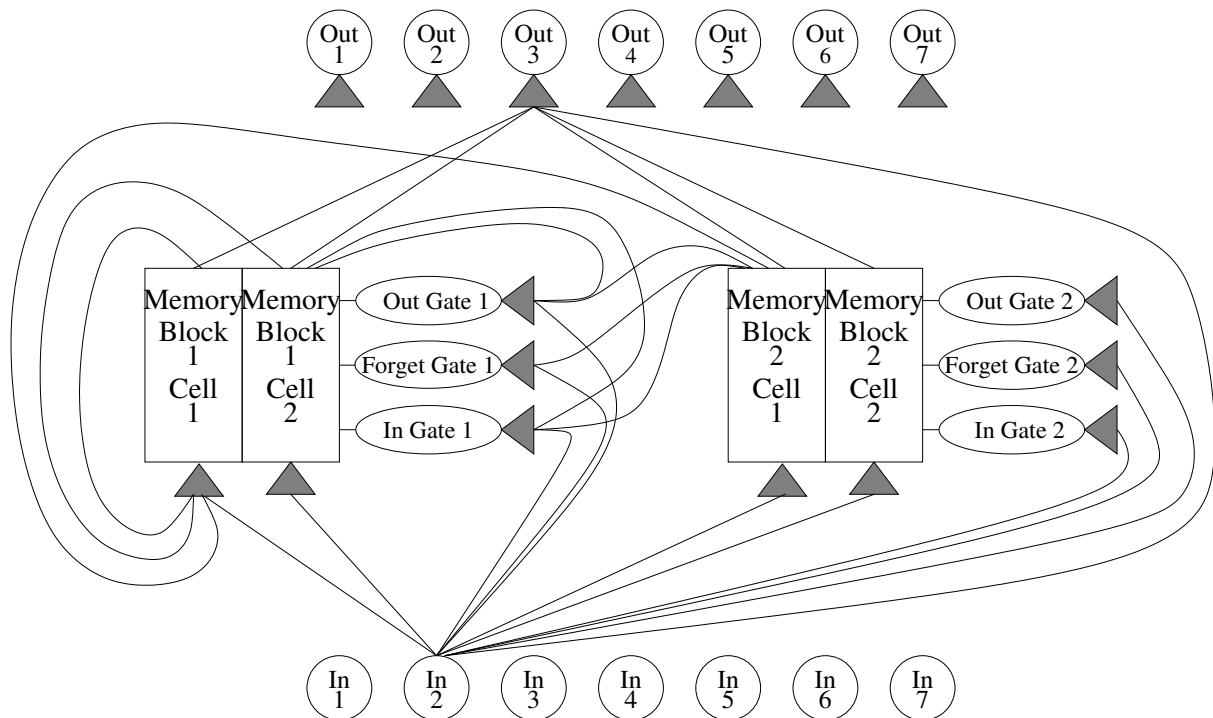 Out
1
Out
2
Out
3
Out
4
Out
5
Out
6
Out
7
Memory
Block
1
Cell
1
Memory
Block
1
Cell
2
Out Gate 1
Forget Gate 1
In Gate 1
Memory
Block
2
Cell
1
Memory
Block
2
Cell
2
Out Gate 2
Forget Gate 2
In Gate 2
In
1
In
2
In
3
In
4
In
5
In
6
In
7